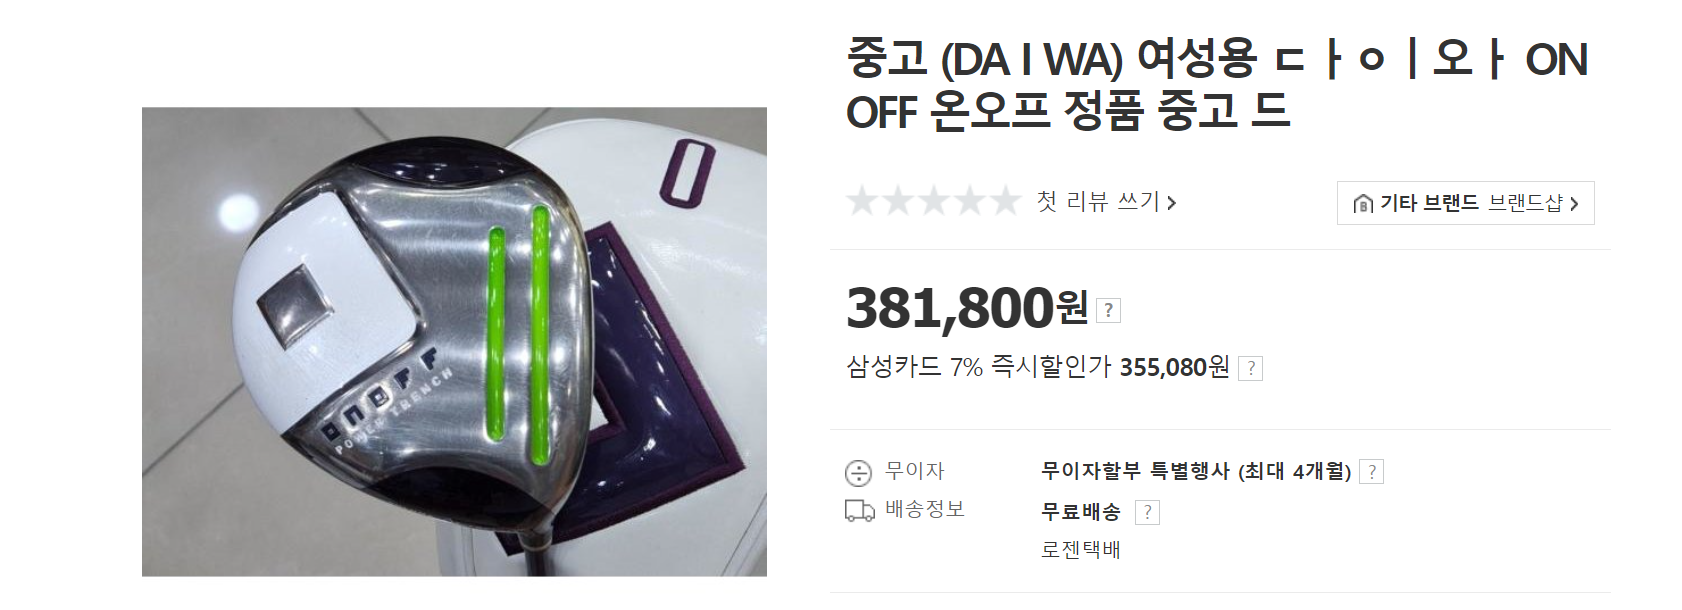 중고 (DA I WA) 여성용 ㄷㅏㅇㅣ오ㅏ ON
OFF 온오프 정품 중고 드
첫 리뷰 쓰기 >
기타 브랜드 브랜드샵 >
381,800원 ?
삼성카드 7% 즉시할인가 355,080원 ?
무이자 무이자할부 특별행사 (최대 4개월) ?
배송정보 무료배송 ?
로젠택배
ONOFF
POWER TRENCH